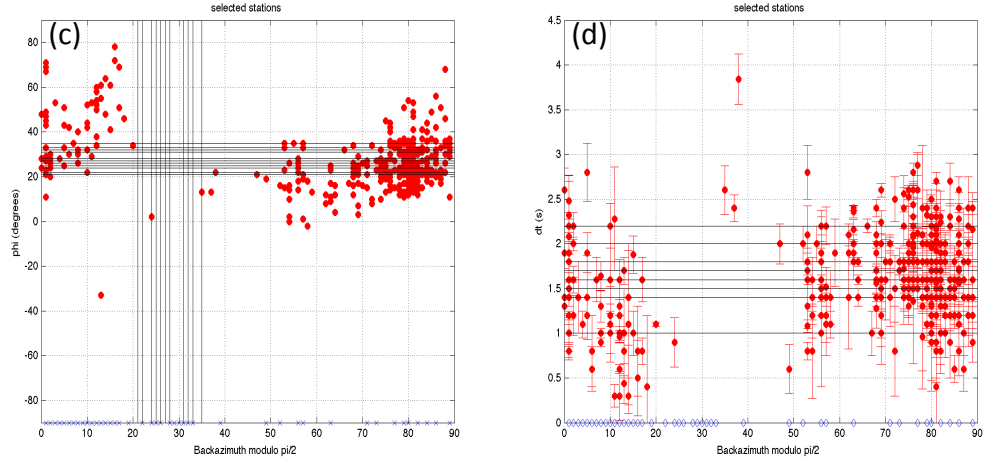 selected stations
(c)
80
60
40
20
0
-20
-40
-60
-80
phi (degrees)
0 10 20 30 40 50 60 70 80 90
Backazimuth modulo pi/2
selected stations
(d)
4.5
4
3.5
3
2.5
2
1.5
1
0.5
0
dt (s)
0 10 20 30 40 50 60 70 80 90
Backazimuth modulo pi/2